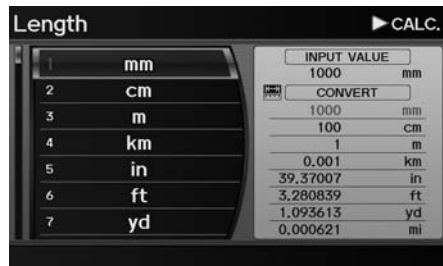 Length
▶ CALC.
1 mm
2 cm
3 m
4 km
5 in
6 ft
7 yd
INPUT VALUE
1000 mm
CONVERT
1000 mm
100 cm
1 m
0.001 km
39.37007 in
3.280839 ft
1.093613 yd
0.000621 mi